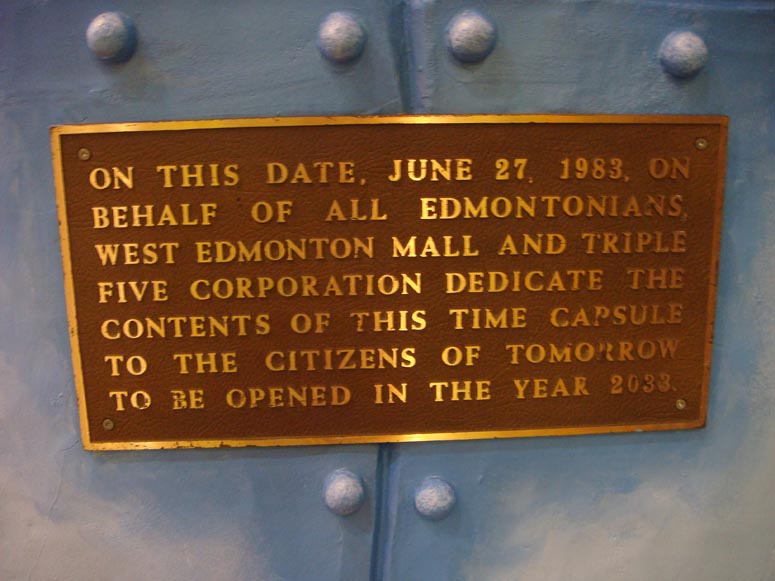 ON THIS DATE, JUNE 27, 1983, ON
BEHALF OF ALL EDMONTONIANS,
WEST EDMONTON MALL AND TRIPLE
FIVE CORPORATION DEDICATE THE
CONTENTS OF THIS TIME CAPSULE
TO THE CITIZENS OF TOMORROW
TO BE OPENED IN THE YEAR 2033.